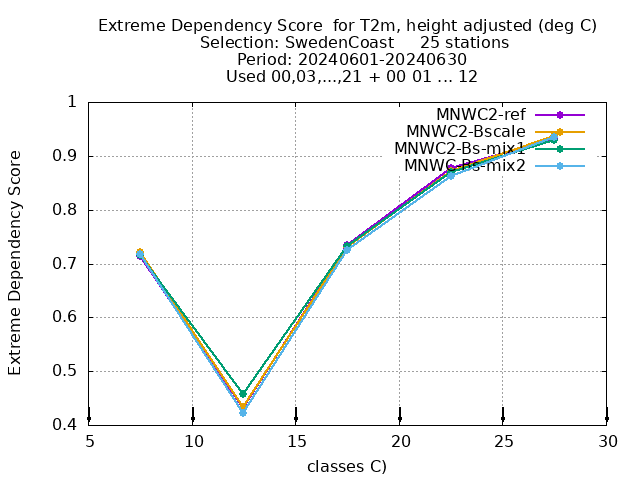 Extreme Dependency Score  for T2m, height adjusted (deg C)
Selection: SwedenCoast     25 stations
Period: 20240601-20240630
Used 00,03,...,21 + 00 01 ... 12
MNWC2-ref
MNWC2-Bscale
MNWC2-Bs-mix1
MNWC-Bs-mix2
Extreme Dependency Score
1
0.9
0.8
0.7
0.6
0.5
0.4
5 10 15 20 25 30
classes C)